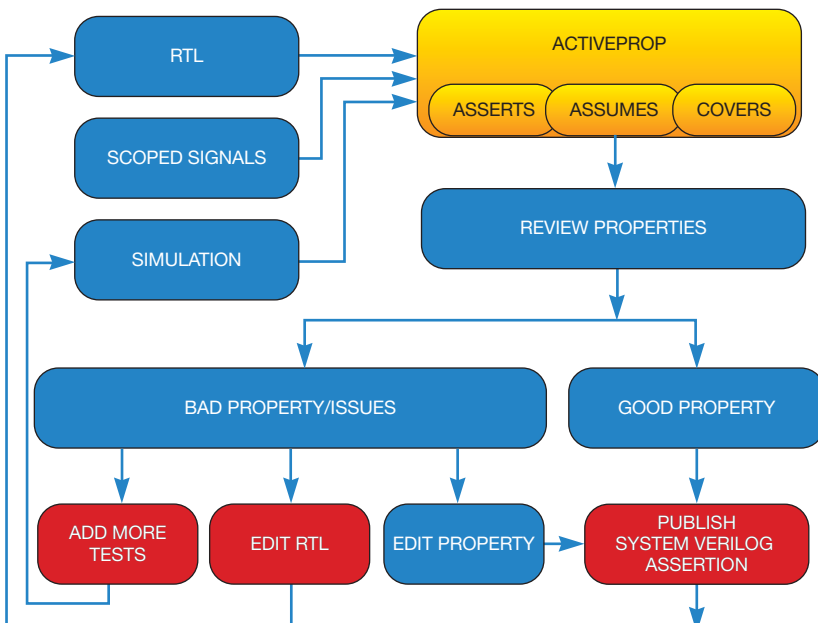 RTL
ACTIVEPROP
ASSERTS
ASSUMES
COVERS
SCOPED SIGNALS
REVIEW PROPERTIES
SIMULATION
BAD PROPERTY/ISSUES
GOOD PROPERTY
ADD MORE
TESTS
EDIT RTL
EDIT PROPERTY
PUBLISH
SYSTEM VERILOG
ASSERTION